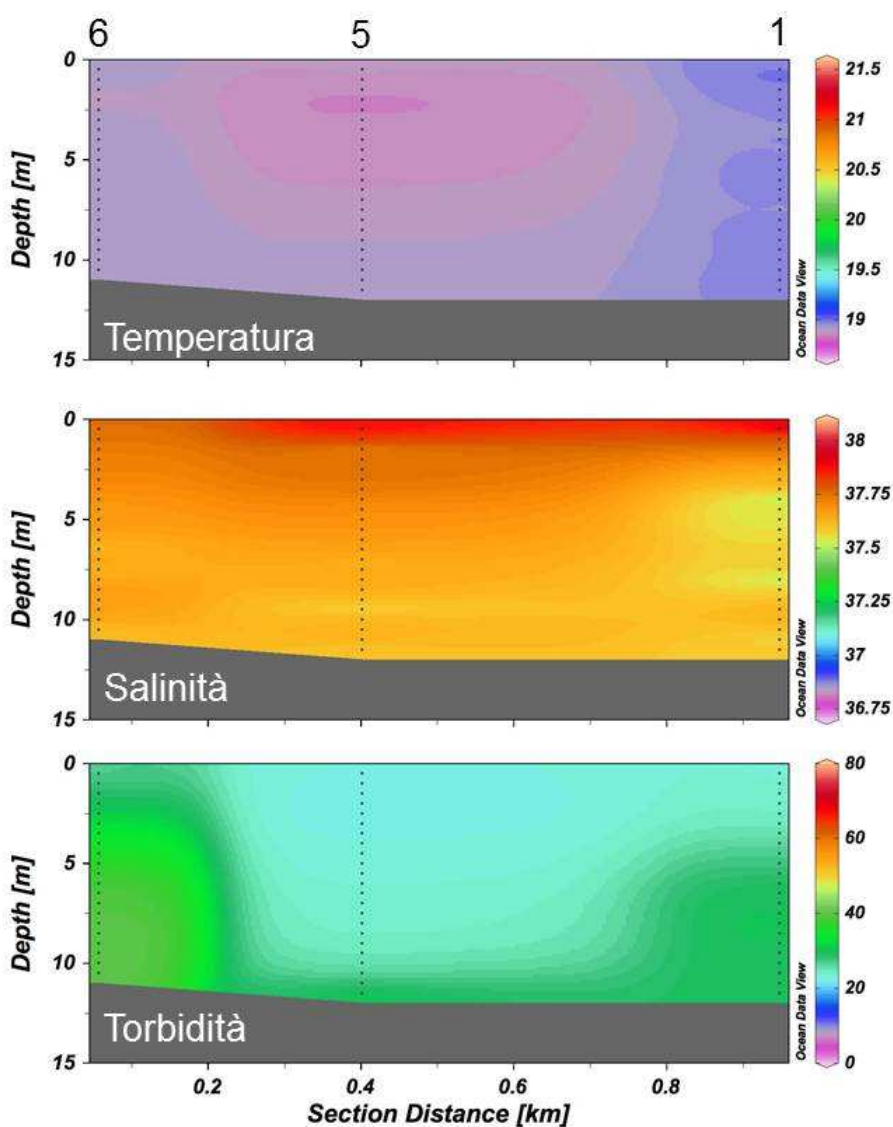 6 5 1
0
5
10
15
Depth [m]
Temperatura
Ocean Data View
21.5
21
20.5
20
19.5
19
0
5
10
15
Depth [m]
Salinità
Ocean Data View
38
37.75
37.5
37.25
37
36.75
0
5
10
15
Depth [m]
Torbidità
Ocean Data View
80
60
40
20
0
0.2 0.4 0.6 0.8
Section Distance [km]